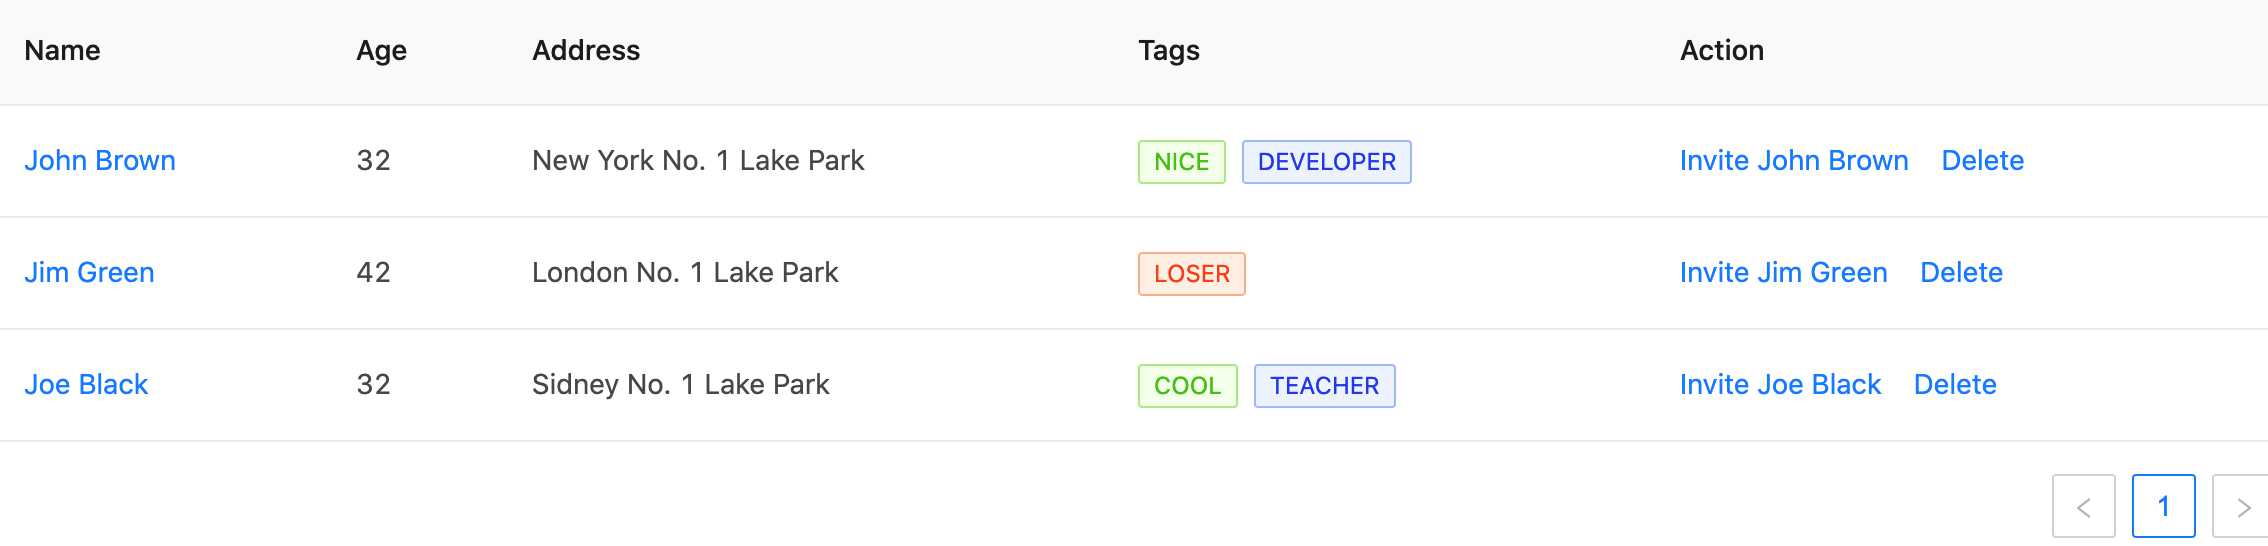 Name Age Address Tags Action
John Brown 32 New York No. 1 Lake Park NICE DEVELOPER Invite John Brown Delete
Jim Green 42 London No. 1 Lake Park LOSER Invite Jim Green Delete
Joe Black 32 Sidney No. 1 Lake Park COOL TEACHER Invite Joe Black Delete
< 1 >